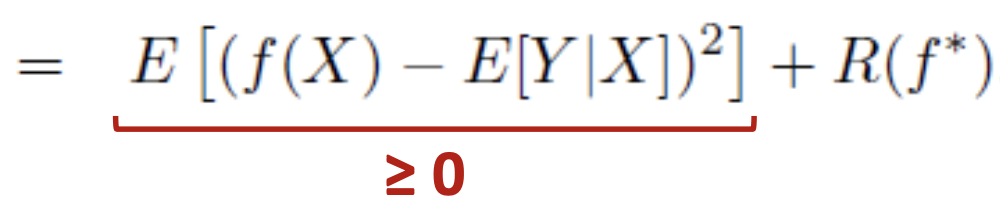 = E [(f(X) − E[Y|X])²] + R(f*)
≥ 0